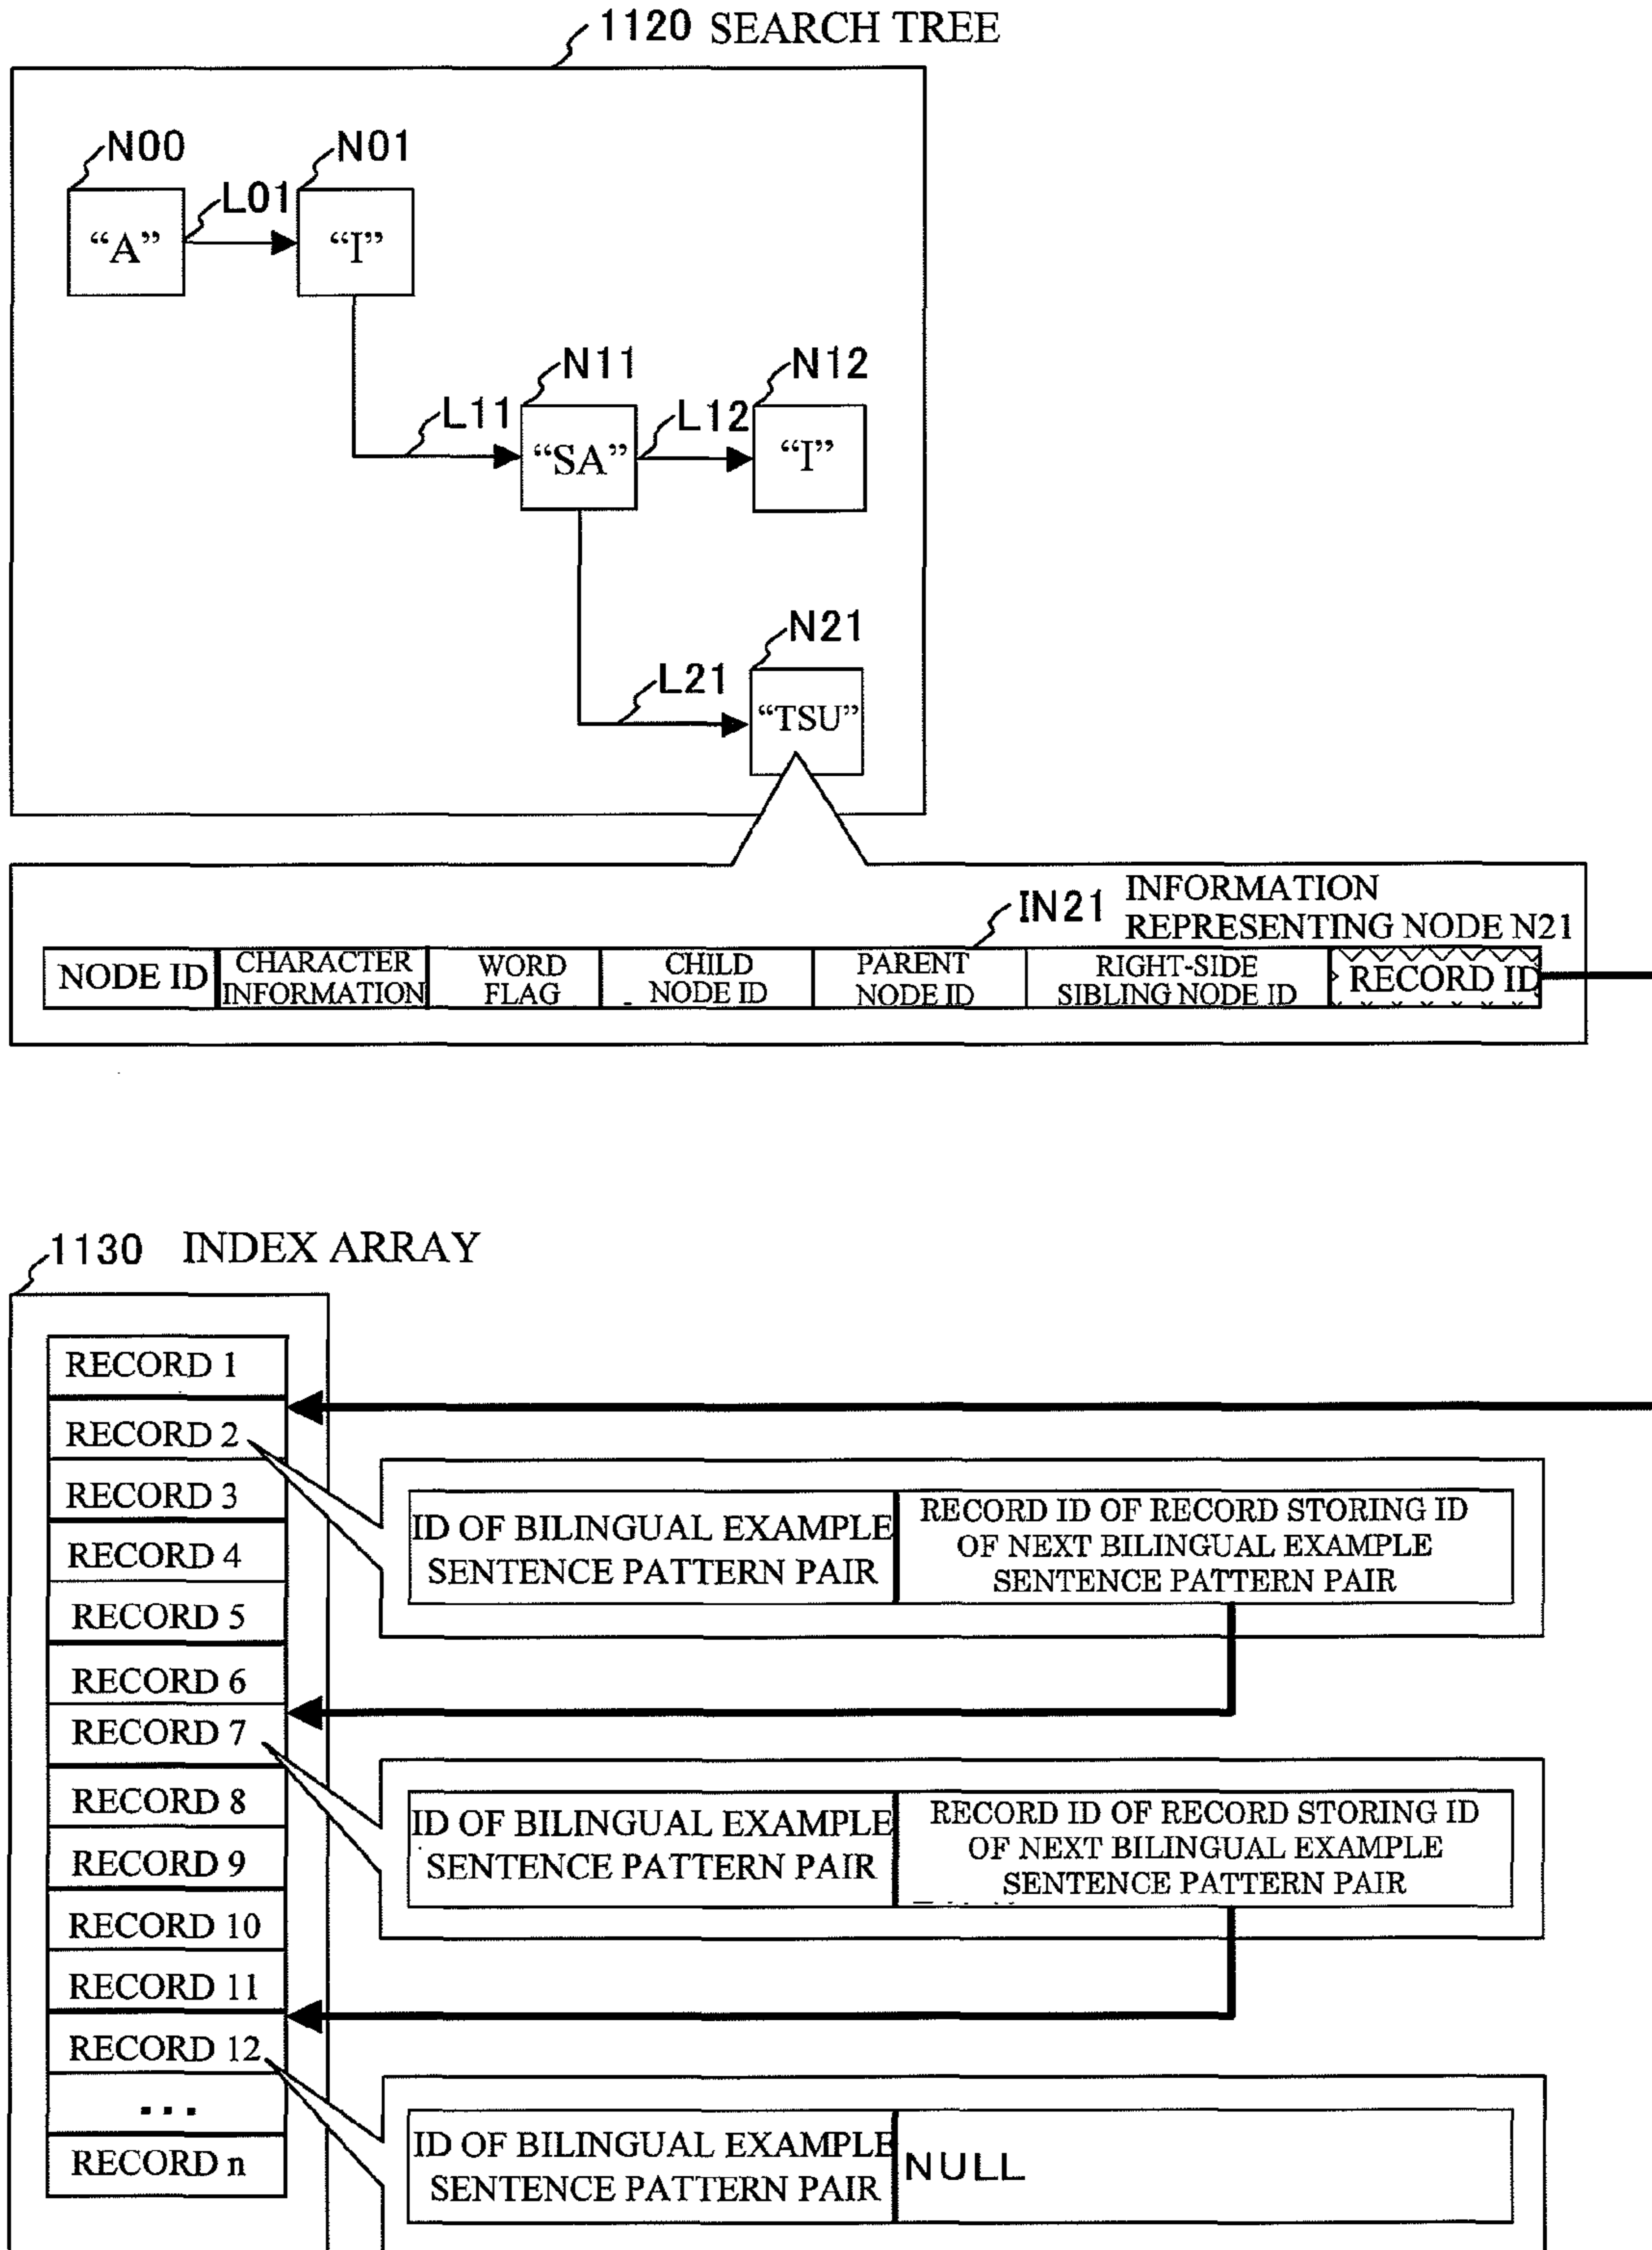 1120 SEARCH TREE
N00
N01
L01
“A”
“I”
N11
N12
L11
L12
“SA”
“I”
N21
L21
“TSU”
IN21
INFORMATION
REPRESENTING NODE N21
NODE ID
CHARACTER
INFORMATION
WORD
FLAG
CHILD
NODE ID
PARENT
NODE ID
RIGHT-SIDE
SIBLING NODE ID
RECORD ID
1130 INDEX ARRAY
RECORD 1
RECORD 2
RECORD 3
RECORD 4
RECORD 5
RECORD 6
RECORD 7
RECORD 8
RECORD 9
RECORD 10
RECORD 11
RECORD 12
...
RECORD n
ID OF BILINGUAL EXAMPLE
SENTENCE PATTERN PAIR
RECORD ID OF RECORD STORING ID
OF NEXT BILINGUAL EXAMPLE
SENTENCE PATTERN PAIR
ID OF BILINGUAL EXAMPLE
SENTENCE PATTERN PAIR
RECORD ID OF RECORD STORING ID
OF NEXT BILINGUAL EXAMPLE
SENTENCE PATTERN PAIR
ID OF BILINGUAL EXAMPLE
SENTENCE PATTERN PAIR
NULL